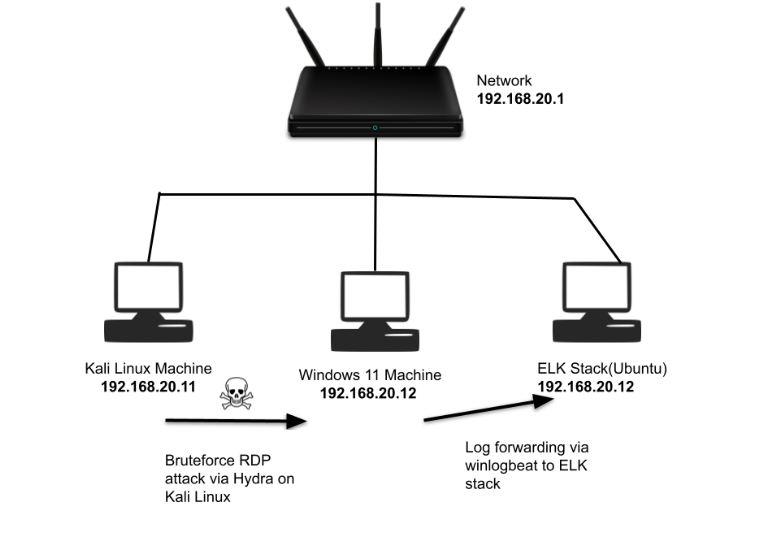 Network
192.168.20.1
Kali Linux Machine
192.168.20.11
Windows 11 Machine
192.168.20.12
ELK Stack(Ubuntu)
192.168.20.12
Bruteforce RDP
attack via Hydra on
Kali Linux
Log forwarding via
winlogbeat to ELK
stack